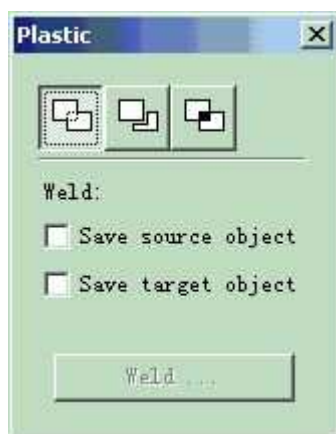 Plastic
Weld:
Save source object
Save target object
Weld ...